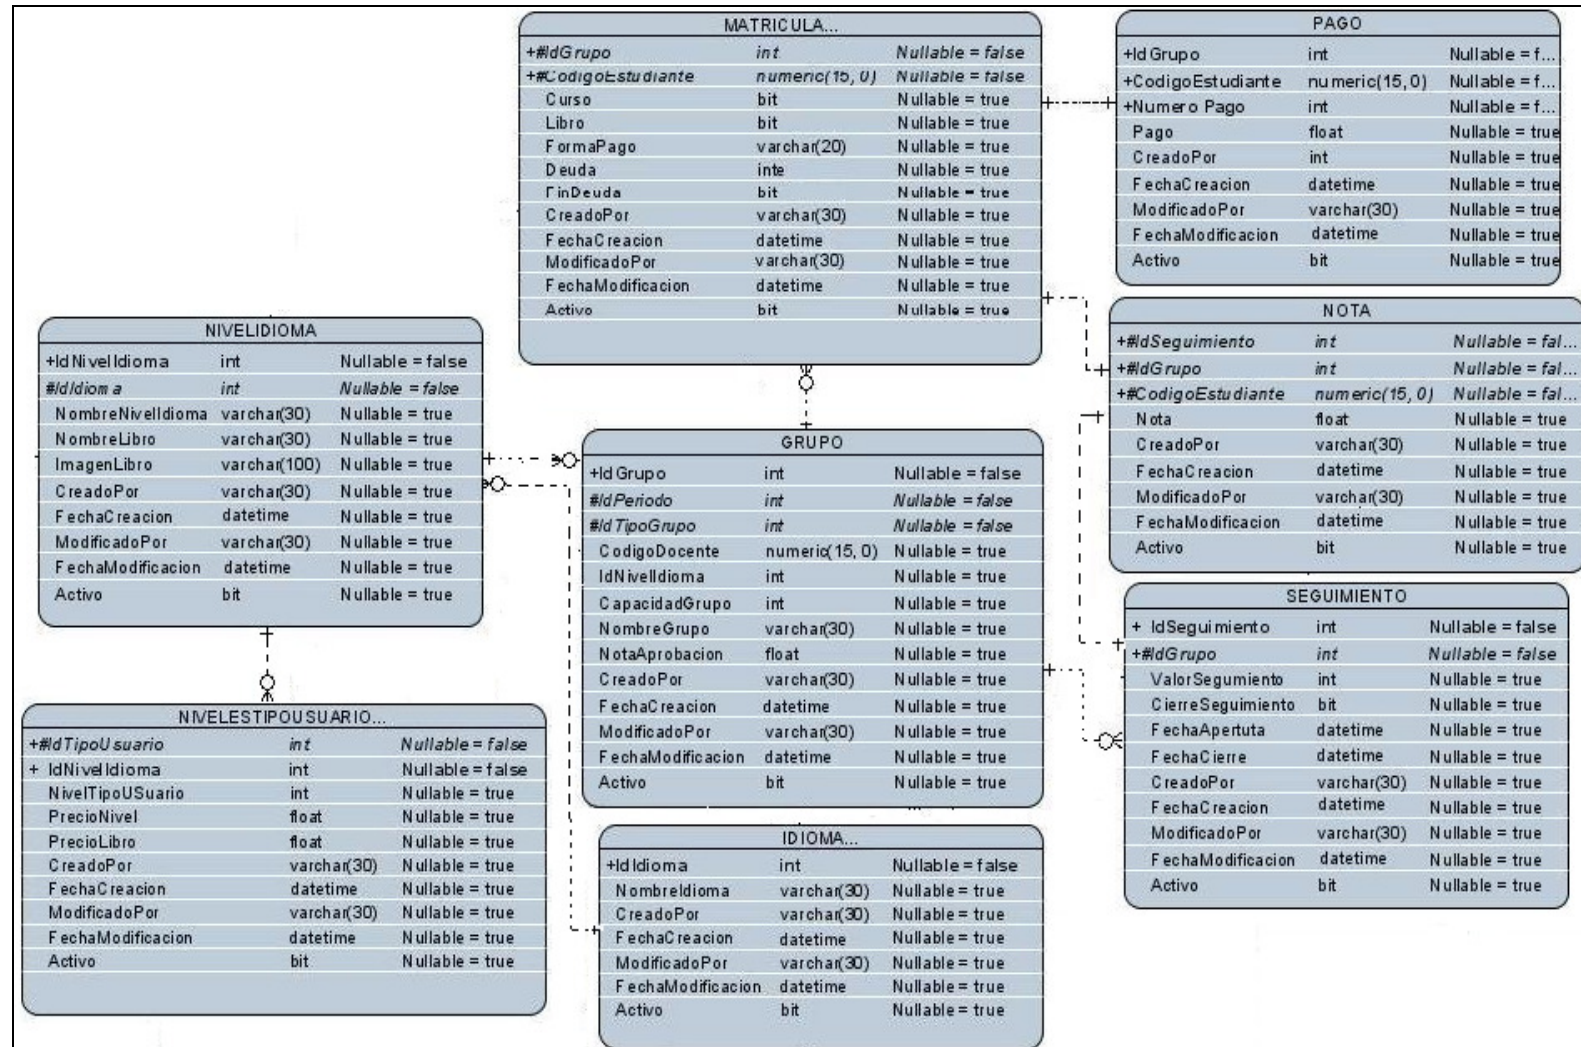 MATRICULA...
+#IdGrupo int Nullable = false
+#CodigoEstudiante numeric(15, 0) Nullable = false
Curso bit Nullable = true
Libro bit Nullable = true
FormaPago varchar(20) Nullable = true
Deuda inte Nullable = true
FinDeuda bit Nullable = true
CreadoPor varchar(30) Nullable = true
FechaCreacion datetime Nullable = true
ModificadoPor varchar(30) Nullable = true
FechaModificacion datetime Nullable = true
Activo bit Nullable = true
PAGO
+IdGrupo int Nullable = f...
+CodigoEstudiante numeric(15,0) Nullable = f...
+Numero Pago int Nullable = f...
Pago float Nullable = true
CreadoPor int Nullable = true
FechaCreacion datetime Nullable = true
ModificadoPor varchar(30) Nullable = true
FechaModificacion datetime Nullable = true
Activo bit Nullable = true
NIVELIDIOMA
+IdNivelIdioma int Nullable = false
#IdIdioma int Nullable = false
NombreNivelIdioma varchar(30) Nullable = true
NombreLibro varchar(30) Nullable = true
ImagenLibro varchar(100) Nullable = true
CreadoPor varchar(30) Nullable = true
FechaCreacion datetime Nullable = true
ModificadoPor varchar(30) Nullable = true
FechaModificacion datetime Nullable = true
Activo bit Nullable = true
NOTA
+#IdSeguimiento int Nullable = fal...
+#IdGrupo int Nullable = fal...
+#CodigoEstudiante numeric(15, 0) Nullable = fal...
Nota float Nullable = true
CreadoPor varchar(30) Nullable = true
FechaCreacion datetime Nullable = true
ModificadoPor varchar(30) Nullable = true
FechaModificacion datetime Nullable = true
Activo bit Nullable = true
GRUPO
+IdGrupo int Nullable = false
#IdPeriodo int Nullable = false
#IdTipoGrupo int Nullable = false
CodigoDocente numeric(15, 0) Nullable = true
IdNivelIdioma int Nullable = true
CapacidadGrupo int Nullable = true
NombreGrupo varchar(30) Nullable = true
NotaAprobacion float Nullable = true
CreadoPor varchar(30) Nullable = true
FechaCreacion datetime Nullable = true
ModificadoPor varchar(30) Nullable = true
FechaModificacion datetime Nullable = true
Activo bit Nullable = true
SEGUIMIENTO
+ IdSeguimiento int Nullable = false
+#IdGrupo int Nullable = false
ValorSegumiento int Nullable = true
CierreSeguimiento bit Nullable = true
FechaApertuta datetime Nullable = true
FechaCierre datetime Nullable = true
CreadoPor varchar(30) Nullable = true
FechaCreacion datetime Nullable = true
ModificadoPor varchar(30) Nullable = true
FechaModificacion datetime Nullable = true
Activo bit Nullable = true
NIVELESTIPOUSUARIO...
+#IdTipoUsuario int Nullable = false
+ IdNivelIdioma int Nullable = false
NivelTipoUSuario int Nullable = true
PrecioNivel float Nullable = true
PrecioLibro float Nullable = true
CreadoPor varchar(30) Nullable = true
FechaCreacion datetime Nullable = true
ModificadoPor varchar(30) Nullable = true
FechaModificacion datetime Nullable = true
Activo bit Nullable = true
IDIOMA...
+IdIdioma int Nullable = false
NombreIdioma varchar(30) Nullable = true
CreadoPor varchar(30) Nullable = true
FechaCreacion datetime Nullable = true
ModificadoPor varchar(30) Nullable = true
FechaModificacion datetime Nullable = true
Activo bit Nullable = true